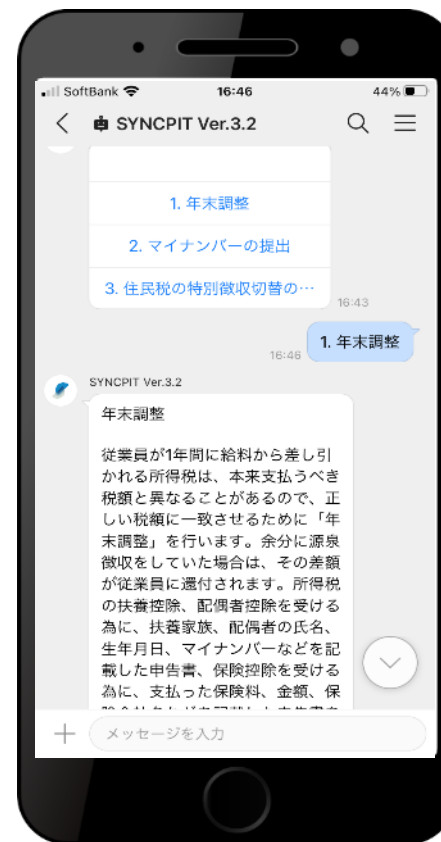 SoftBank 16:46 44%
SYNCPIT Ver.3.2
1. 年末調整
2. マイナンバーの提出
3. 住民税の特別徴収切替の…
16:43
1. 年末調整
16:46
SYNCPIT Ver.3.2
年末調整
従業員が1年間に給料から差し引
かれる所得税は、本来支払うべき
税額と異なることがあるので、正
しい税額に一致させるために「年
末調整」を行います。余分に源泉
徴収をしていた場合は、その差額
が従業員に還付されます。所得税
の扶養控除、配偶者控除を受ける
為に、扶養家族、配偶者の氏名、
生年月日、マイナンバーなどを記
載した申告書、保険控除を受ける
為に、支払った保険料、金額、保
メッセージを入力